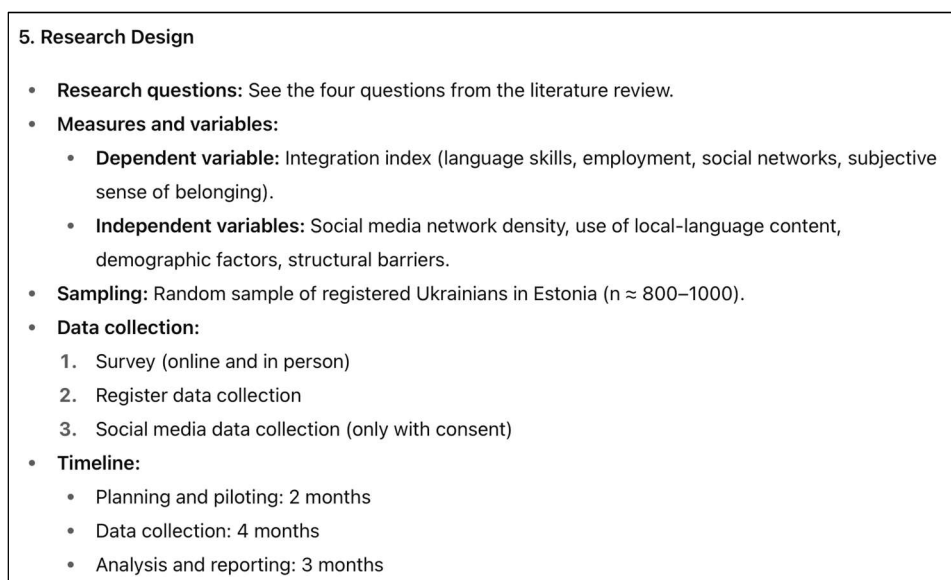 5. Research Design
• Research questions: See the four questions from the literature review.
• Measures and variables:
• Dependent variable: Integration index (language skills, employment, social networks, subjective
sense of belonging).
• Independent variables: Social media network density, use of local-language content,
demographic factors, structural barriers.
• Sampling: Random sample of registered Ukrainians in Estonia (n ≈ 800–1000).
• Data collection:
1. Survey (online and in person)
2. Register data collection
3. Social media data collection (only with consent)
• Timeline:
• Planning and piloting: 2 months
• Data collection: 4 months
• Analysis and reporting: 3 months